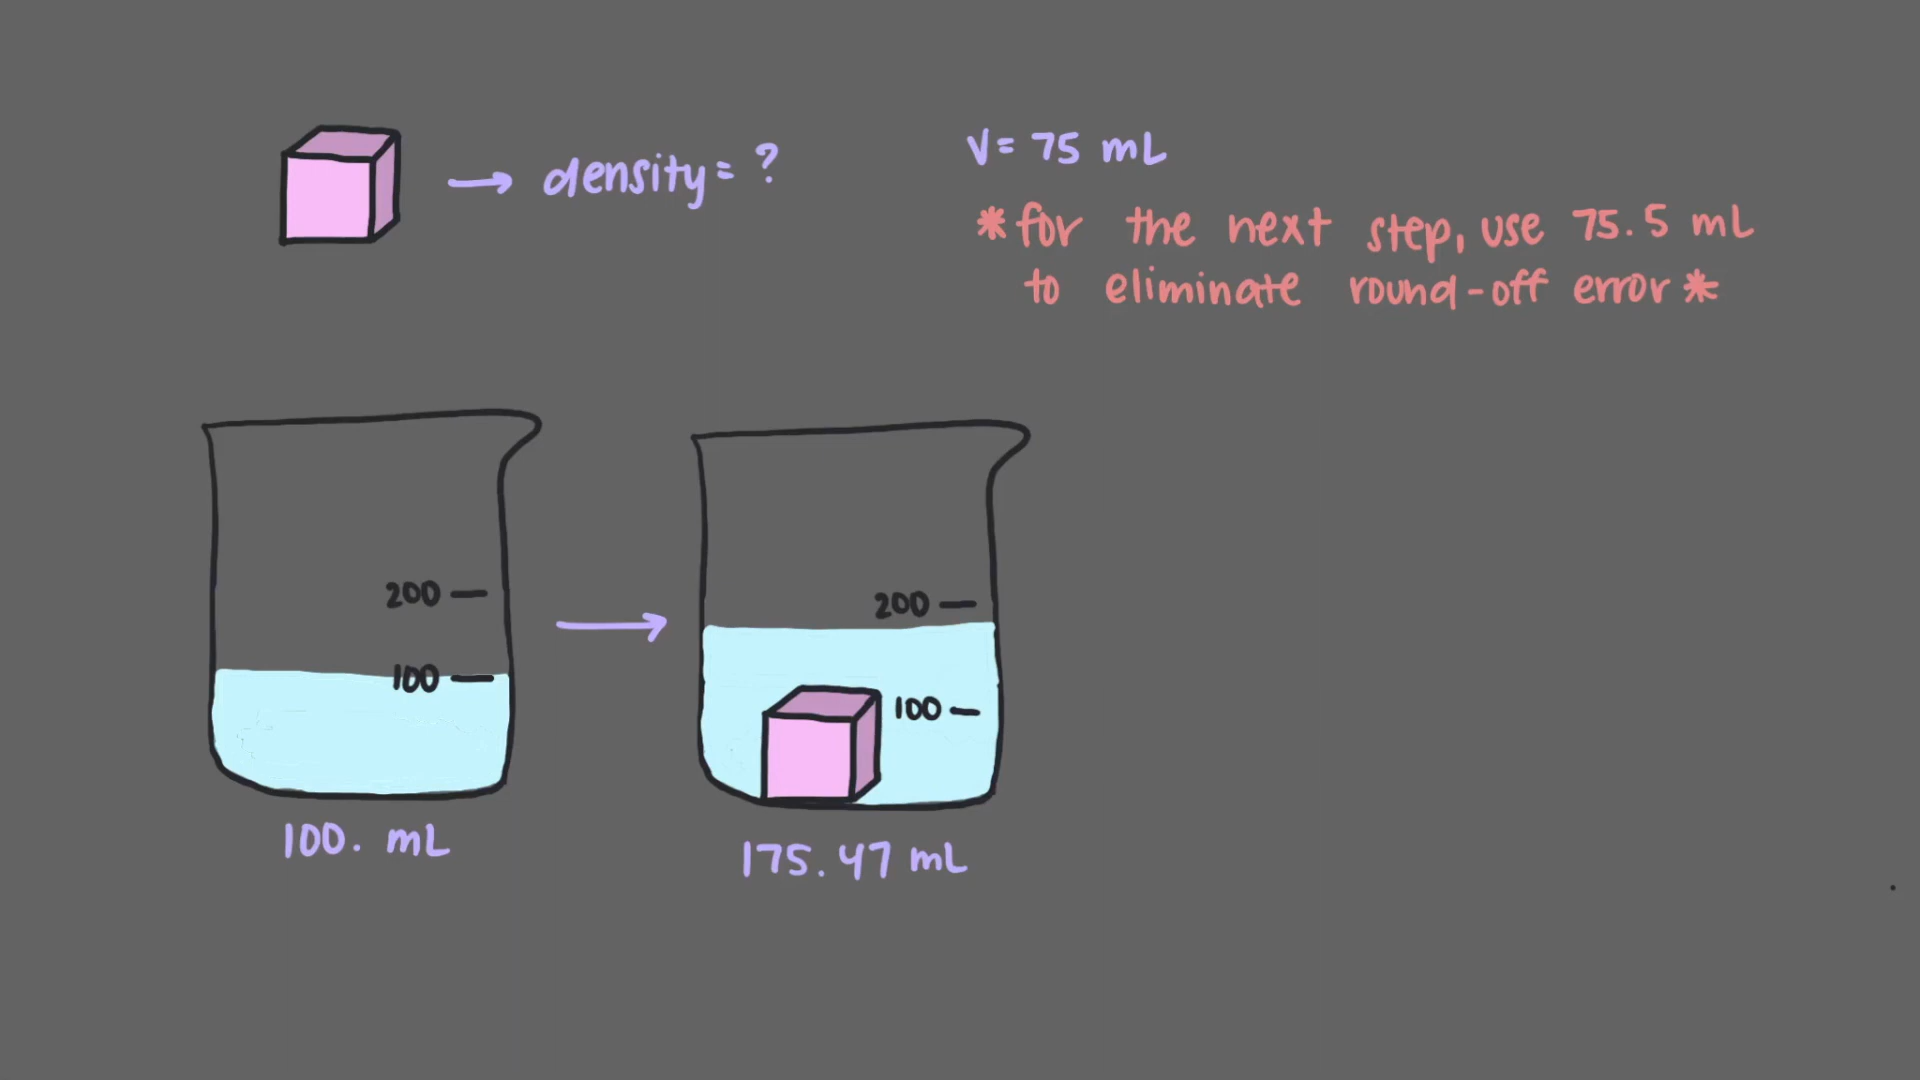 density = ?
V = 75 mL
*for the next step, use 75.5 mL
to eliminate round-off error*
200
100
100. mL
200
100
175.47 mL